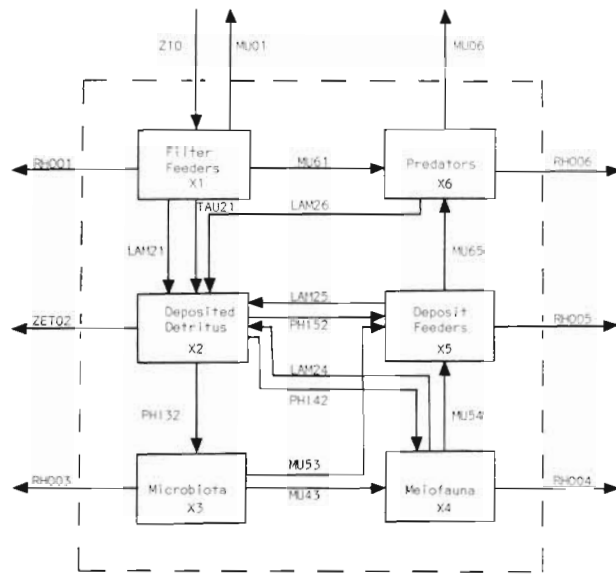 Z10
MU01
MU06
Filter
Feeders
X1
Predators
X6
RHO01
MU61
RHO06
TAU21
LAM26
LAM21
MU65
Deposited
Detritus
X2
LAM25
PHI52
Deposit
Feeders
X5
ZET02
RHO05
LAM24
PHI42
PHI32
MU54
MU53
Microbiota
X3
MU43
Meiofauna
X4
RHO03
RHO04